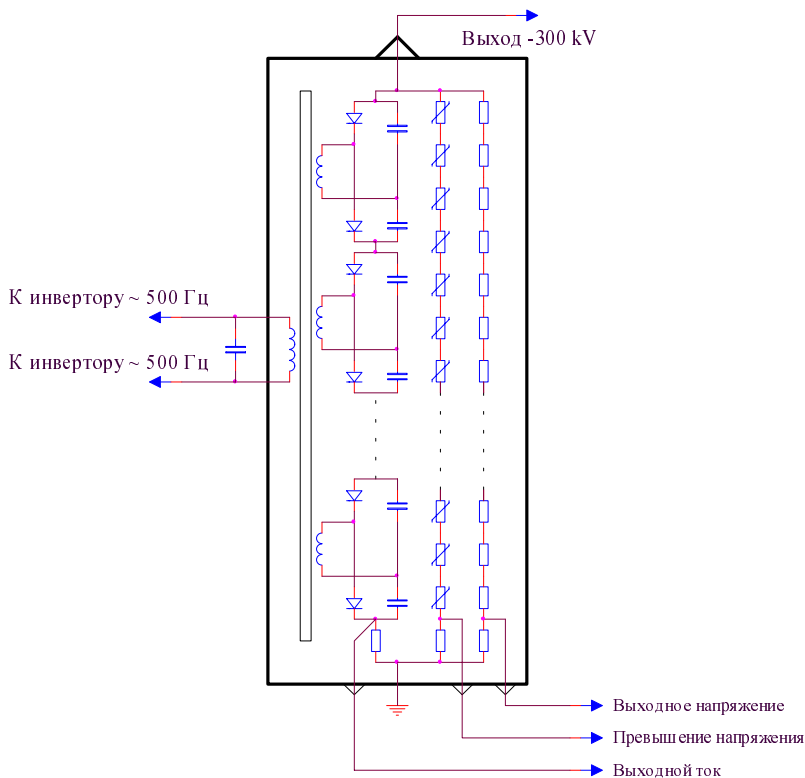 Выход -300 kV
К инвертору ~ 500 Гц
К инвертору ~ 500 Гц
Выходное напряжение
Превышение напряжения
Выходной ток